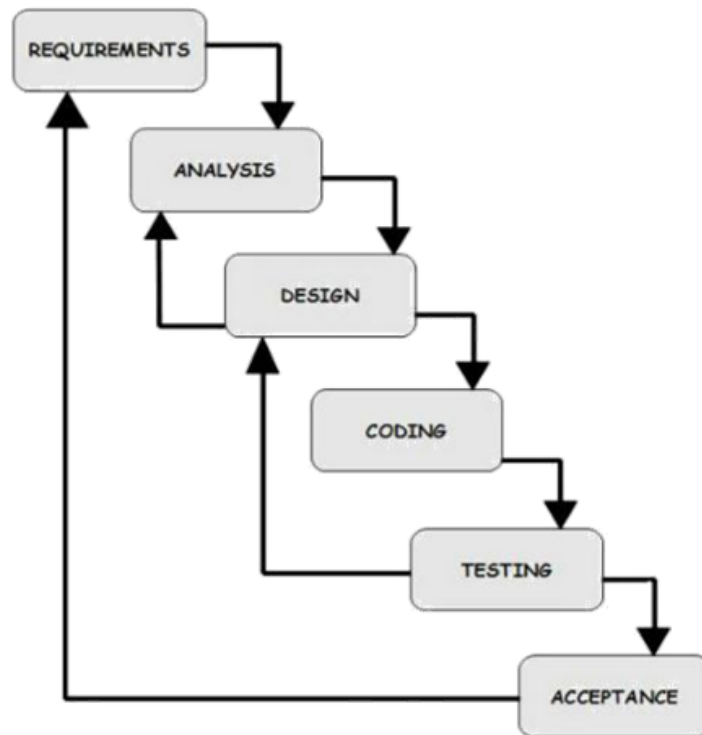 REQUIREMENTS
ANALYSIS
DESIGN
CODING
TESTING
ACCEPTANCE